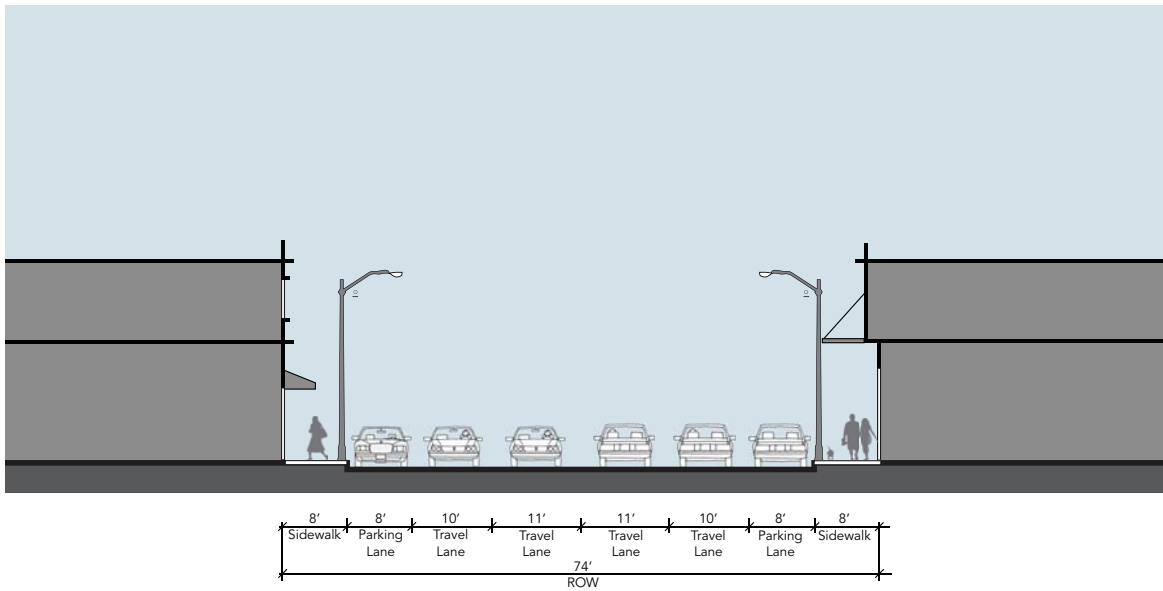 8’ 8’ 10’ 11’ 11’ 10’ 8’ 8’
Sidewalk Parking Travel Travel Travel Travel Parking Sidewalk
Lane Lane Lane Lane Lane Lane
74’
ROW